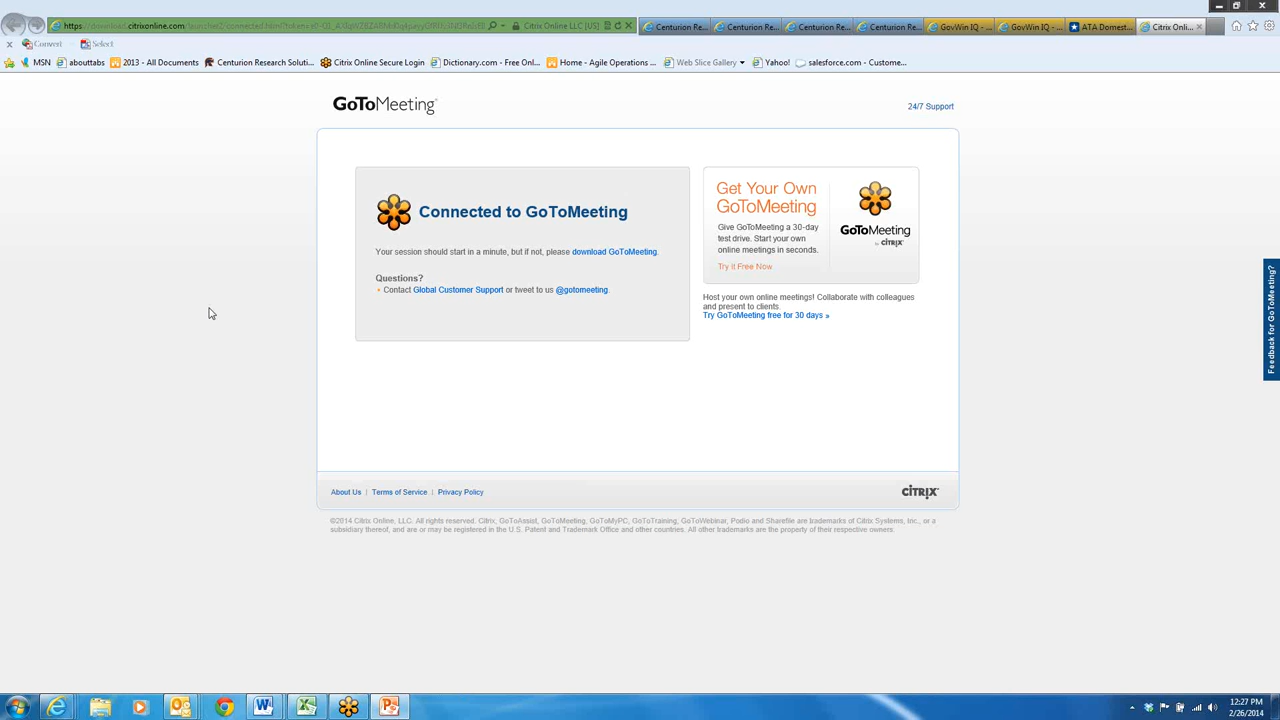 https://download.citrixonline.com
Citrix Online LLC [US]
Centurion Re...
Centurion Re...
Centurion Re...
Centurion Re...
GovWin IQ - ...
GovWin IQ - ...
ATA Domest...
Citrix Onli...
Convert
Select
MSN
abouttabs
2013 - All Documents
Centurion Research Soluti...
Citrix Online Secure Login
Dictionary.com - Free Onl...
Home - Agile Operations ...
Web Slice Gallery
Yahoo!
salesforce.com - Custome...
GoToMeeting
24/7 Support
Connected to GoToMeeting
Your session should start in a minute, but if not, please download GoToMeeting.
Questions?
Contact Global Customer Support or tweet to us @gotomeeting.
Get Your Own
GoToMeeting
Give GoToMeeting a 30-day
test drive. Start your own
online meetings in seconds.
Try it Free Now
GoToMeeting
by CITRIX
Host your own online meetings! Collaborate with colleagues
and present to clients.
Try GoToMeeting free for 30 days »
Feedback for GoToMeeting?
About Us | Terms of Service | Privacy Policy
CITRIX
©2014 Citrix Online, LLC. All rights reserved. Citrix, GoToAssist, GoToMeeting, GoToMyPC, GoToTraining, GoToWebinar, Podio and Sharefile are trademarks of Citrix Systems, Inc., or a
subsidiary thereof, and are or may be registered in the U.S. Patent and Trademark Office and other countries. All other trademarks are the property of their respective owners.
12:27 PM
2/26/2014